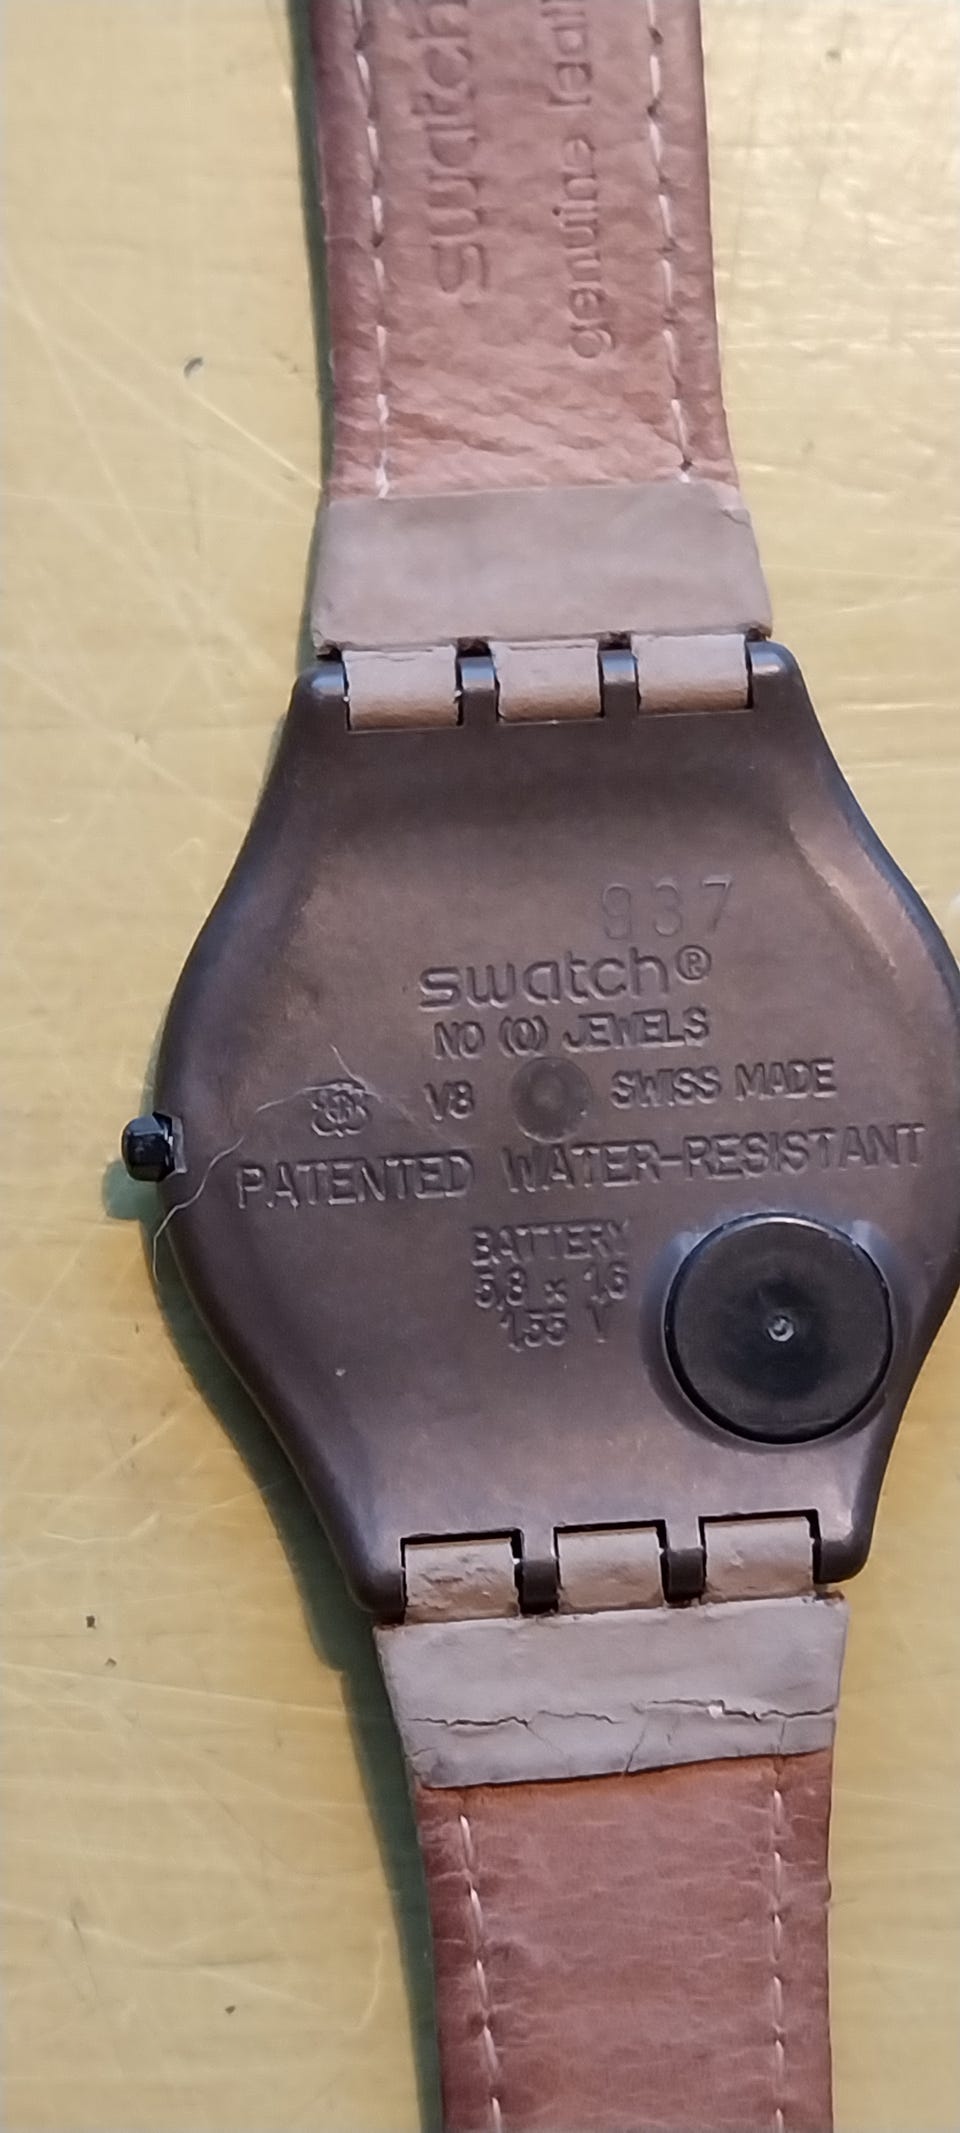 swatch
genuine leat
937
swatch®
NO (0) JEWELS
V8 SWISS MADE
PATENTED WATER-RESISTANT
BATTERY
5,8 x 1,6
1,55 V